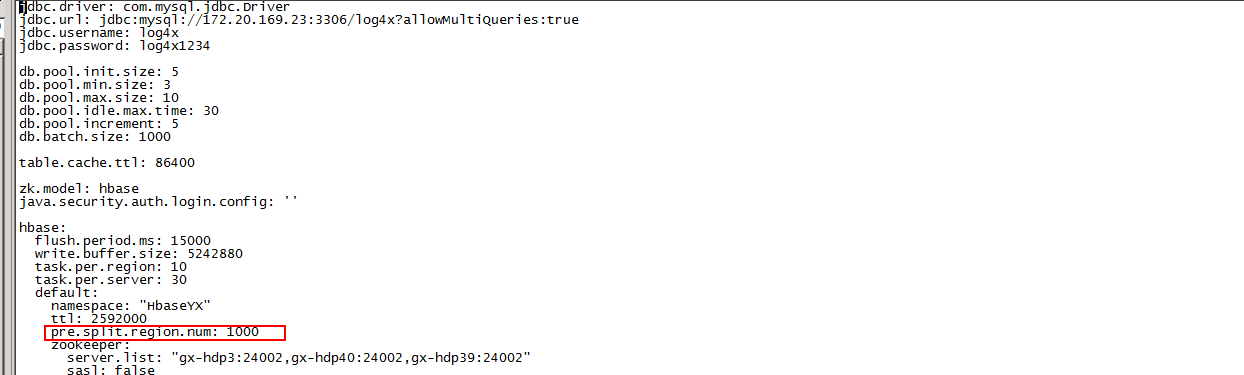 jdbc.driver: com.mysql.jdbc.Driver
jdbc.url: jdbc:mysql://172.20.169.23:3306/log4x?allowMultiQueries:true
jdbc.username: log4x
jdbc.password: log4x1234
db.pool.init.size: 5
db.pool.min.size: 3
db.pool.max.size: 10
db.pool.idle.max.time: 30
db.pool.increment: 5
db.batch.size: 1000
table.cache.ttl: 86400
zk.model: hbase
java.security.auth.login.config: ''
hbase:
  flush.period.ms: 15000
  write.buffer.size: 5242880
  task.per.region: 10
  task.per.server: 30
  default:
    namespace: "HbaseYX"
    ttl: 2592000
    pre.split.region.num: 1000
    zookeeper:
      server.list: "gx-hdp3:24002,gx-hdp40:24002,gx-hdp39:24002"
      sasl: false